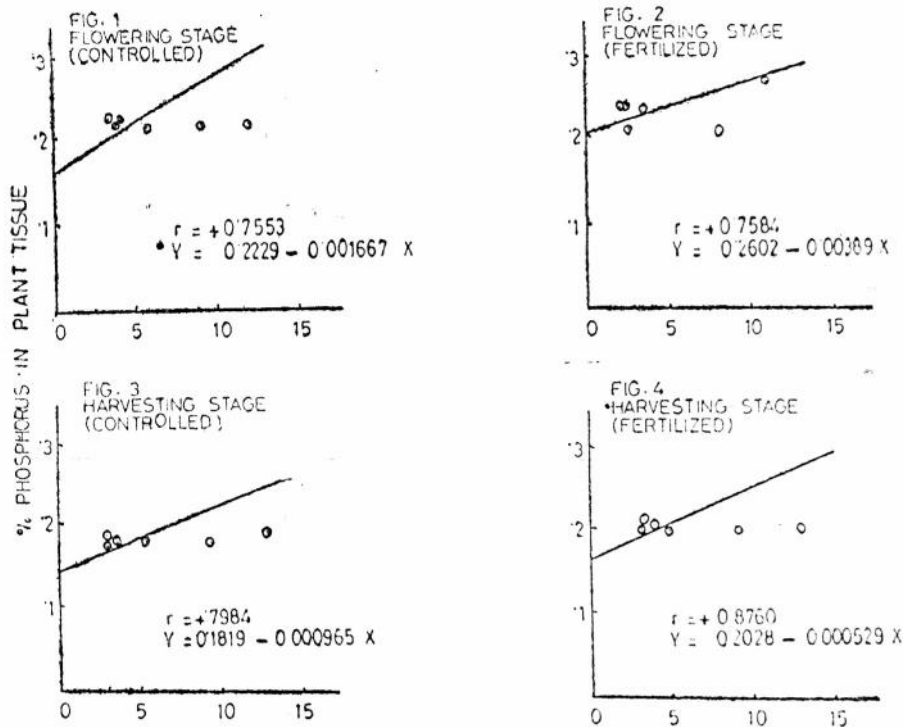 FIG. 1
FLOWERING STAGE
(CONTROLLED)
'3
'2
'1
r = +0.7553
Y = 0.2229 - 0.001667 X
0 5 10 15
FIG. 2
FLOWERING STAGE
(FERTILIZED)
'3
'2
'1
r = +0.7584
Y = 0.2602 - 0.00389 X
0 5 10 15
% PHOSPHORUS IN PLANT TISSUE
FIG. 3
HARVESTING STAGE
(CONTROLLED)
'3
'2
'1
r = +.7984
Y = 0.1819 - 0.000965 X
0 5 10 15
FIG. 4
HARVESTING STAGE
(FERTILIZED)
'3
'2
'1
r = + 0.8760
Y = 0.2028 - 0.000529 X
0 5 10 15